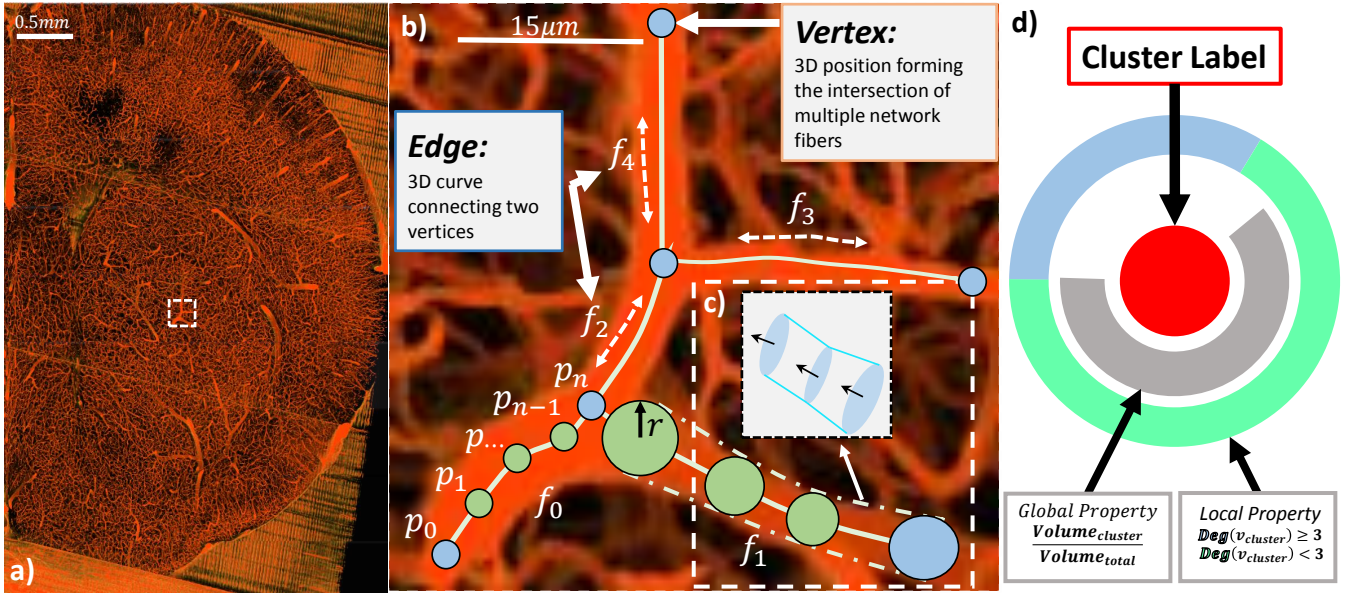 0.5mm
a)
b)
15μm
Vertex:
3D position forming
the intersection of
multiple network
fibers
Edge:
3D curve
connecting two
vertices
f4
f3
f2
c)
pn
pn−1
p...
p1
p0
r
f0
f1
d)
Cluster Label
Global Property
Volumecluster
Volumetotal
Local Property
Deg(vcluster) ≥ 3
Deg(vcluster) < 3